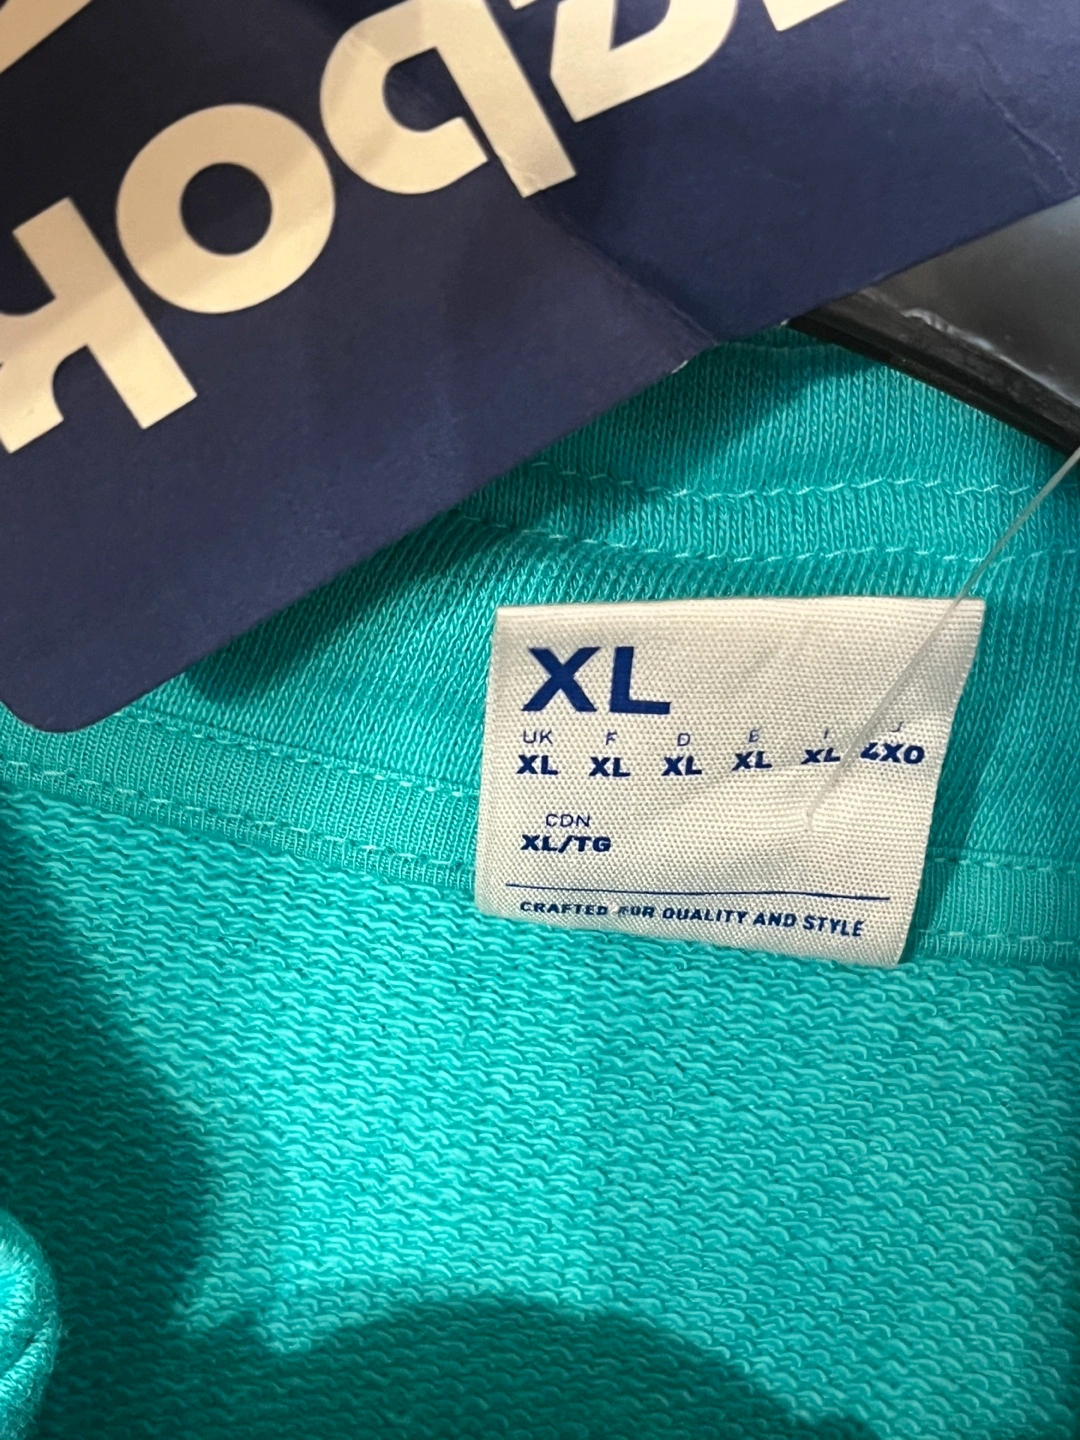 XL
UK F D E I J
XL XL XL XL XL 4XO
CDN
XL/TG
CRAFTED FOR QUALITY AND STYLE